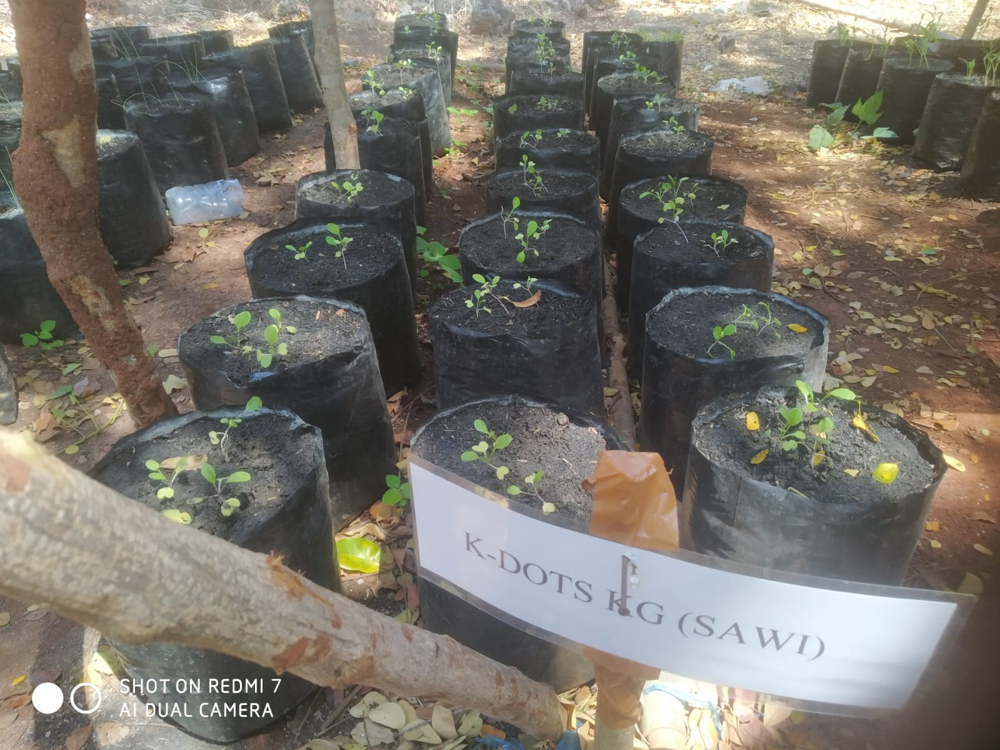 K-DOTS KG (SAWI)
SHOT ON REDMI 7
AI DUAL CAMERA